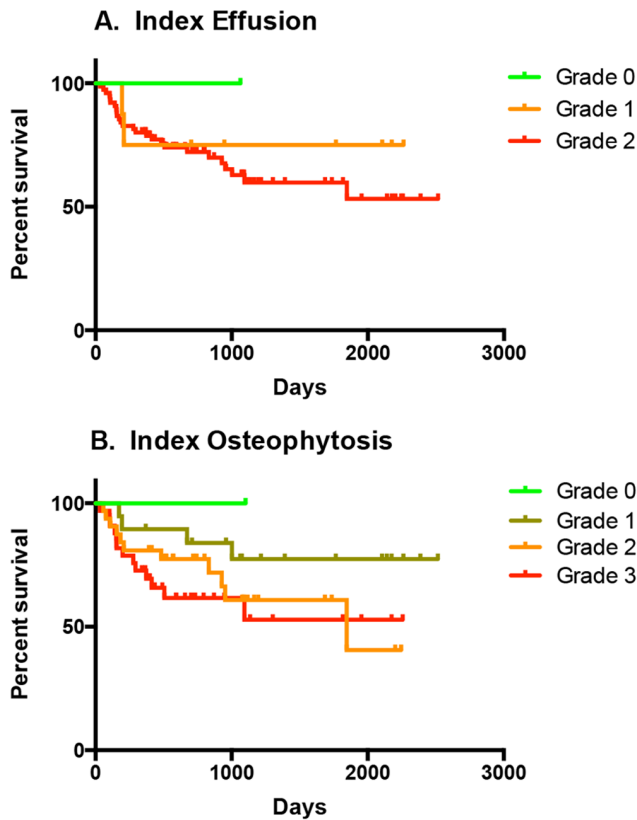 A. Index Effusion
Percent survival
100
50
0
0 1000 2000 3000
Days
Grade 0
Grade 1
Grade 2
B. Index Osteophytosis
Percent survival
100
50
0
0 1000 2000 3000
Days
Grade 0
Grade 1
Grade 2
Grade 3